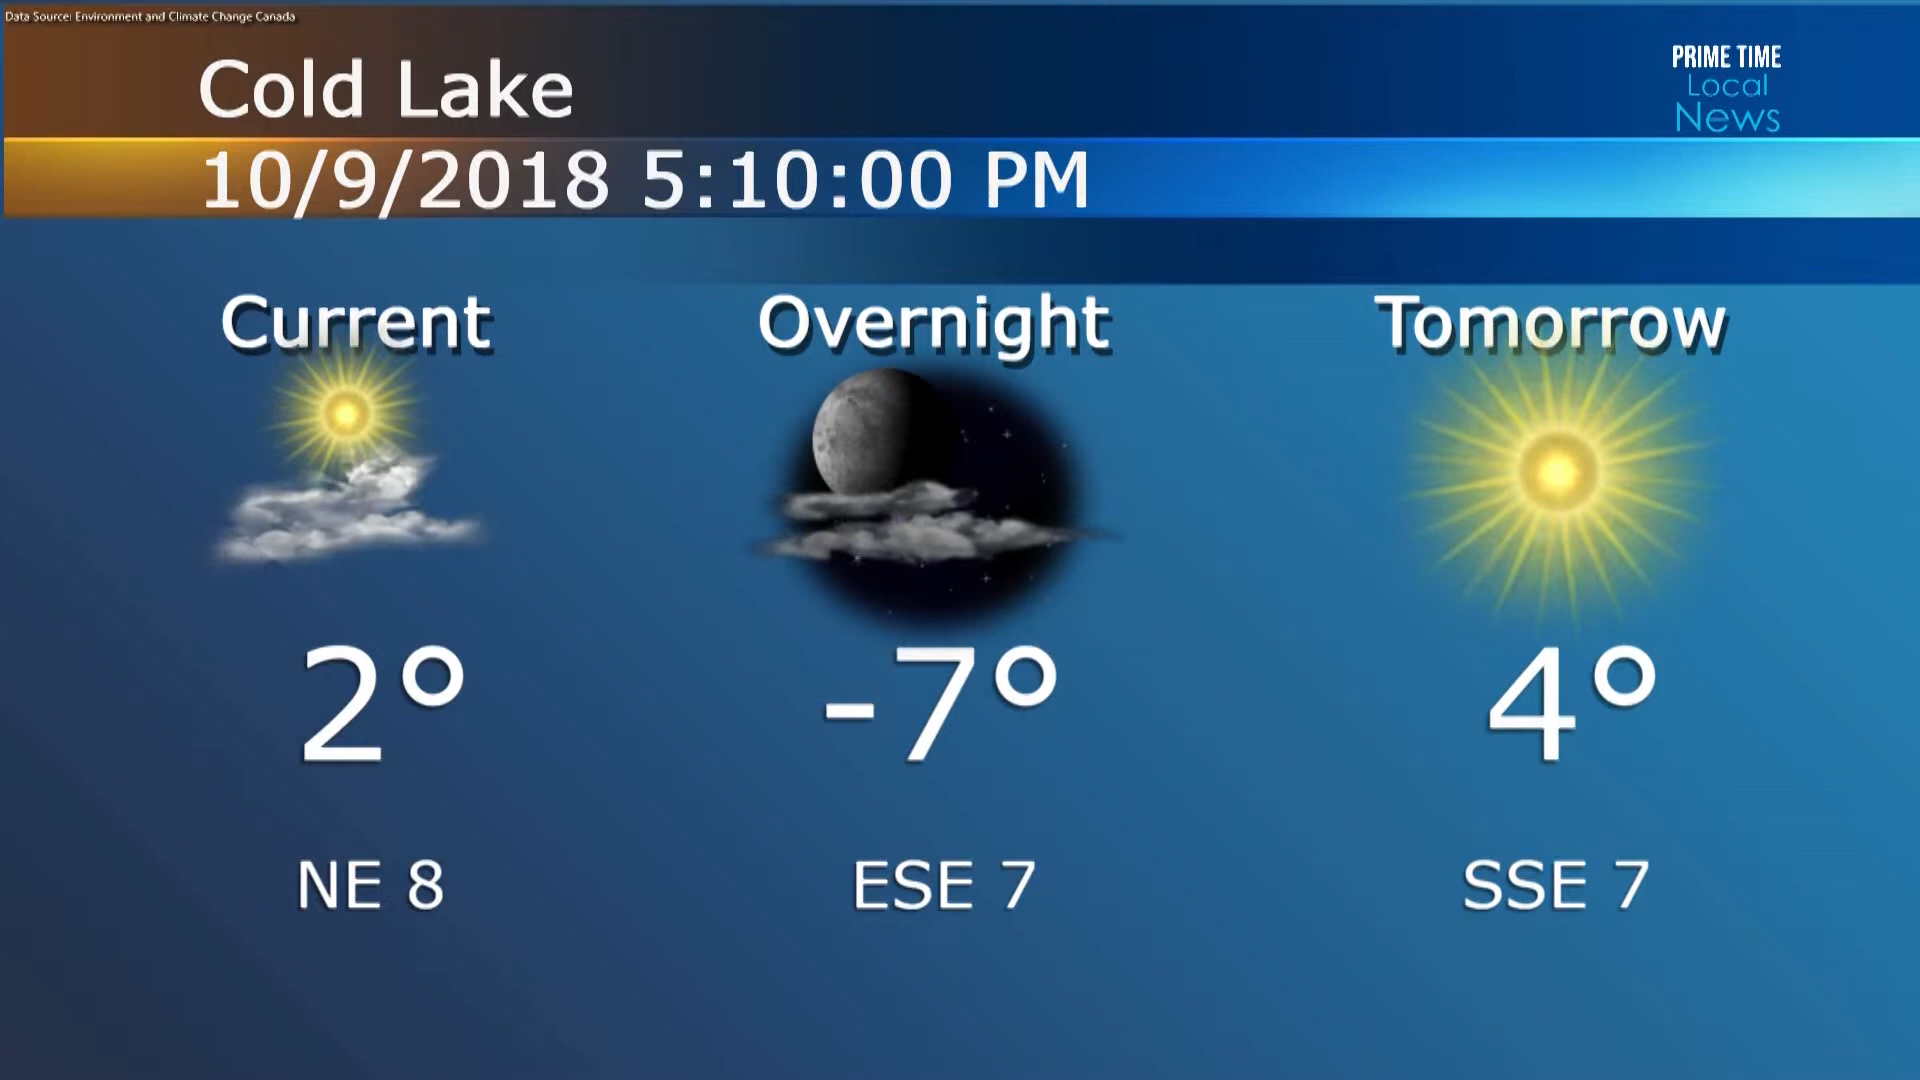 Data Source: Environment and Climate Change Canada
Cold Lake
PRIME TIME
Local
News
10/9/2018 5:10:00 PM
Current
Overnight
Tomorrow
2°
-7°
4°
NE 8
ESE 7
SSE 7